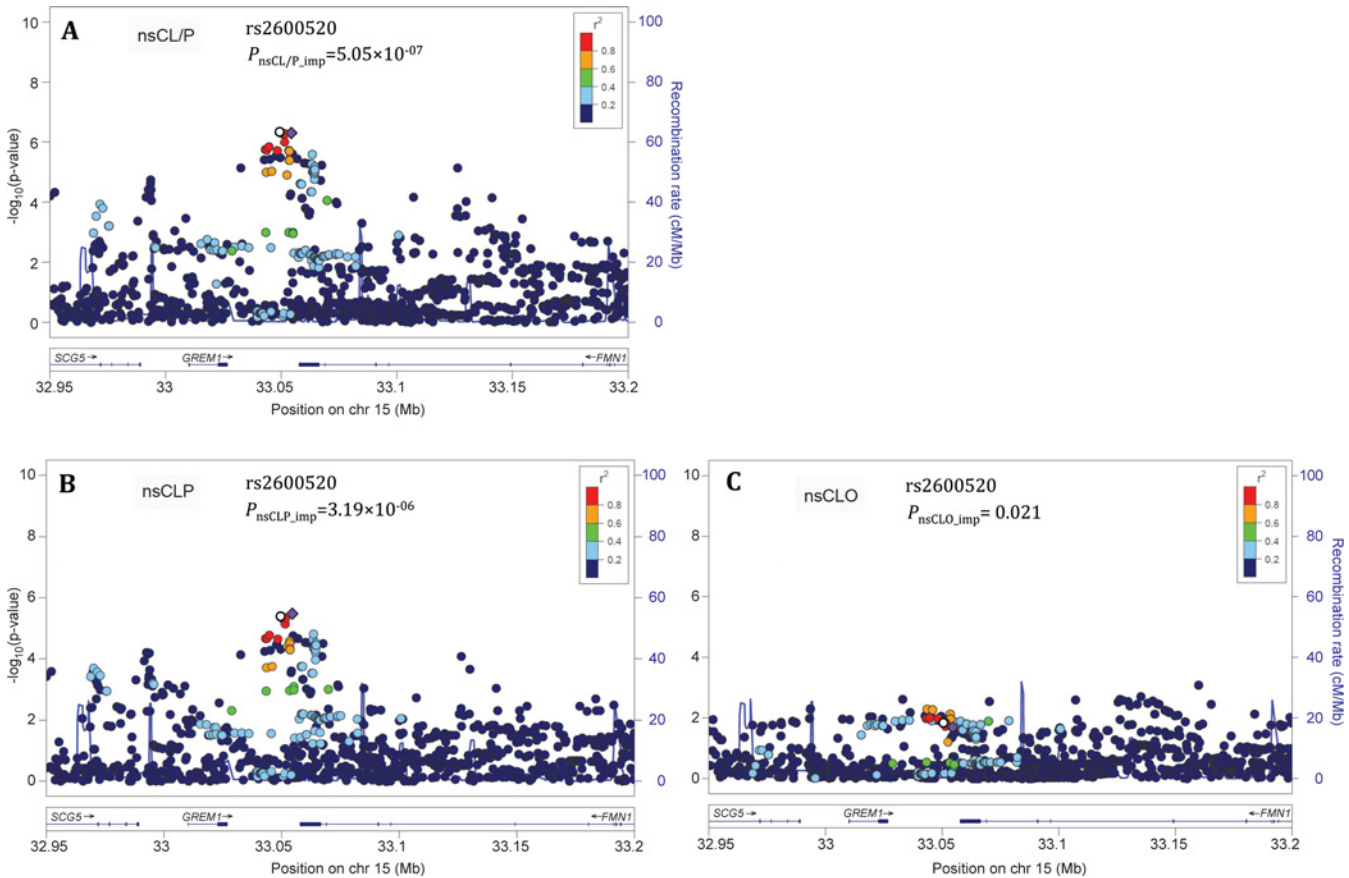 A
nsCL/P
rs2600520
PnsCL/P_imp=5.05×10-07
r2
0.8
0.6
0.4
0.2
10
8
6
4
2
0
-log10(p-value)
100
80
60
40
20
0
Recombination rate (cM/Mb)
SCG5→
GREM1→
←FMN1
32.95
33
33.05
33.1
33.15
33.2
Position on chr 15 (Mb)
B
nsCLP
rs2600520
PnsCLP_imp=3.19×10-06
r2
0.8
0.6
0.4
0.2
10
8
6
4
2
0
-log10(p-value)
100
80
60
40
20
0
SCG5→
GREM1→
←FMN1
32.95
33
33.05
33.1
33.15
33.2
Position on chr 15 (Mb)
C
nsCLO
rs2600520
PnsCLO_imp= 0.021
r2
0.8
0.6
0.4
0.2
10
8
6
4
2
0
100
80
60
40
20
0
Recombination rate (cM/Mb)
SCG5→
GREM1→
←FMN1
32.95
33
33.05
33.1
33.15
33.2
Position on chr 15 (Mb)